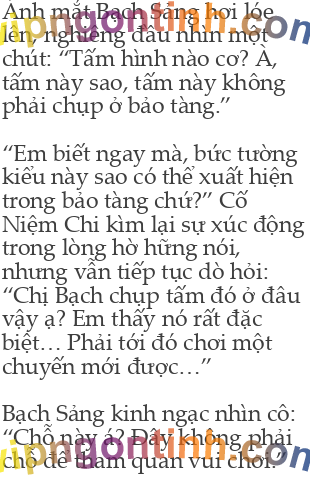 Ánh mắt Bạch Sảng hơi lóe
lên, nghiêng đầu nhìn một
chút: “Tấm hình nào cơ? À,
tấm này sao, tấm này không
phải chụp ở bảo tàng.”

“Em biết ngay mà, bức tường
kiểu này sao có thể xuất hiện
trong bảo tàng chứ?” Cố
Niệm Chi kìm lại sự xúc động
trong lòng hờ hững nói,
nhưng vẫn tiếp tục dò hỏi:
“Chị Bạch chụp tấm đó ở đâu
vậy ạ? Em thấy nó rất đặc
biệt… Phải tới đó chơi một
chuyến mới được…”

Bạch Sảng kinh ngạc nhìn cô:
“Chỗ này á? Đây không phải
chỗ để tham quan vui chơi.”
vipngontinh.com
vipngontinh.com